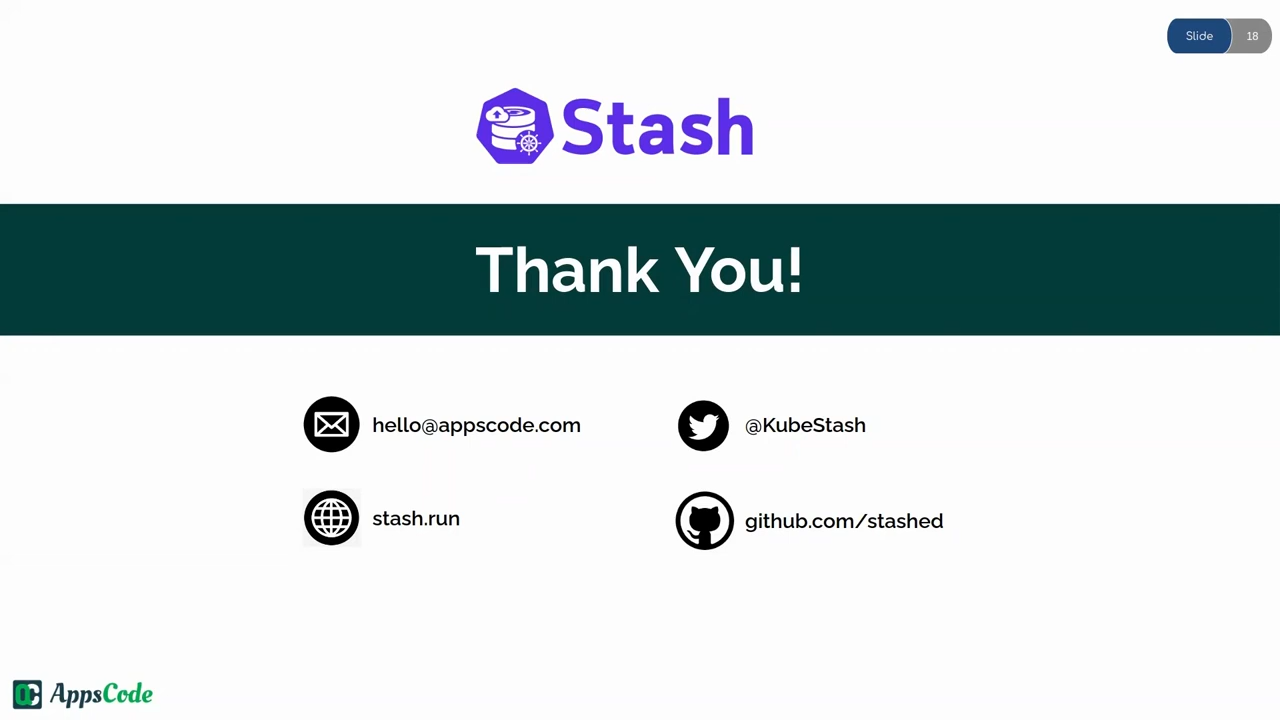 Slide 18
Stash
Thank You!
hello@appscode.com
@KubeStash
stash.run
github.com/stashed
AppsCode